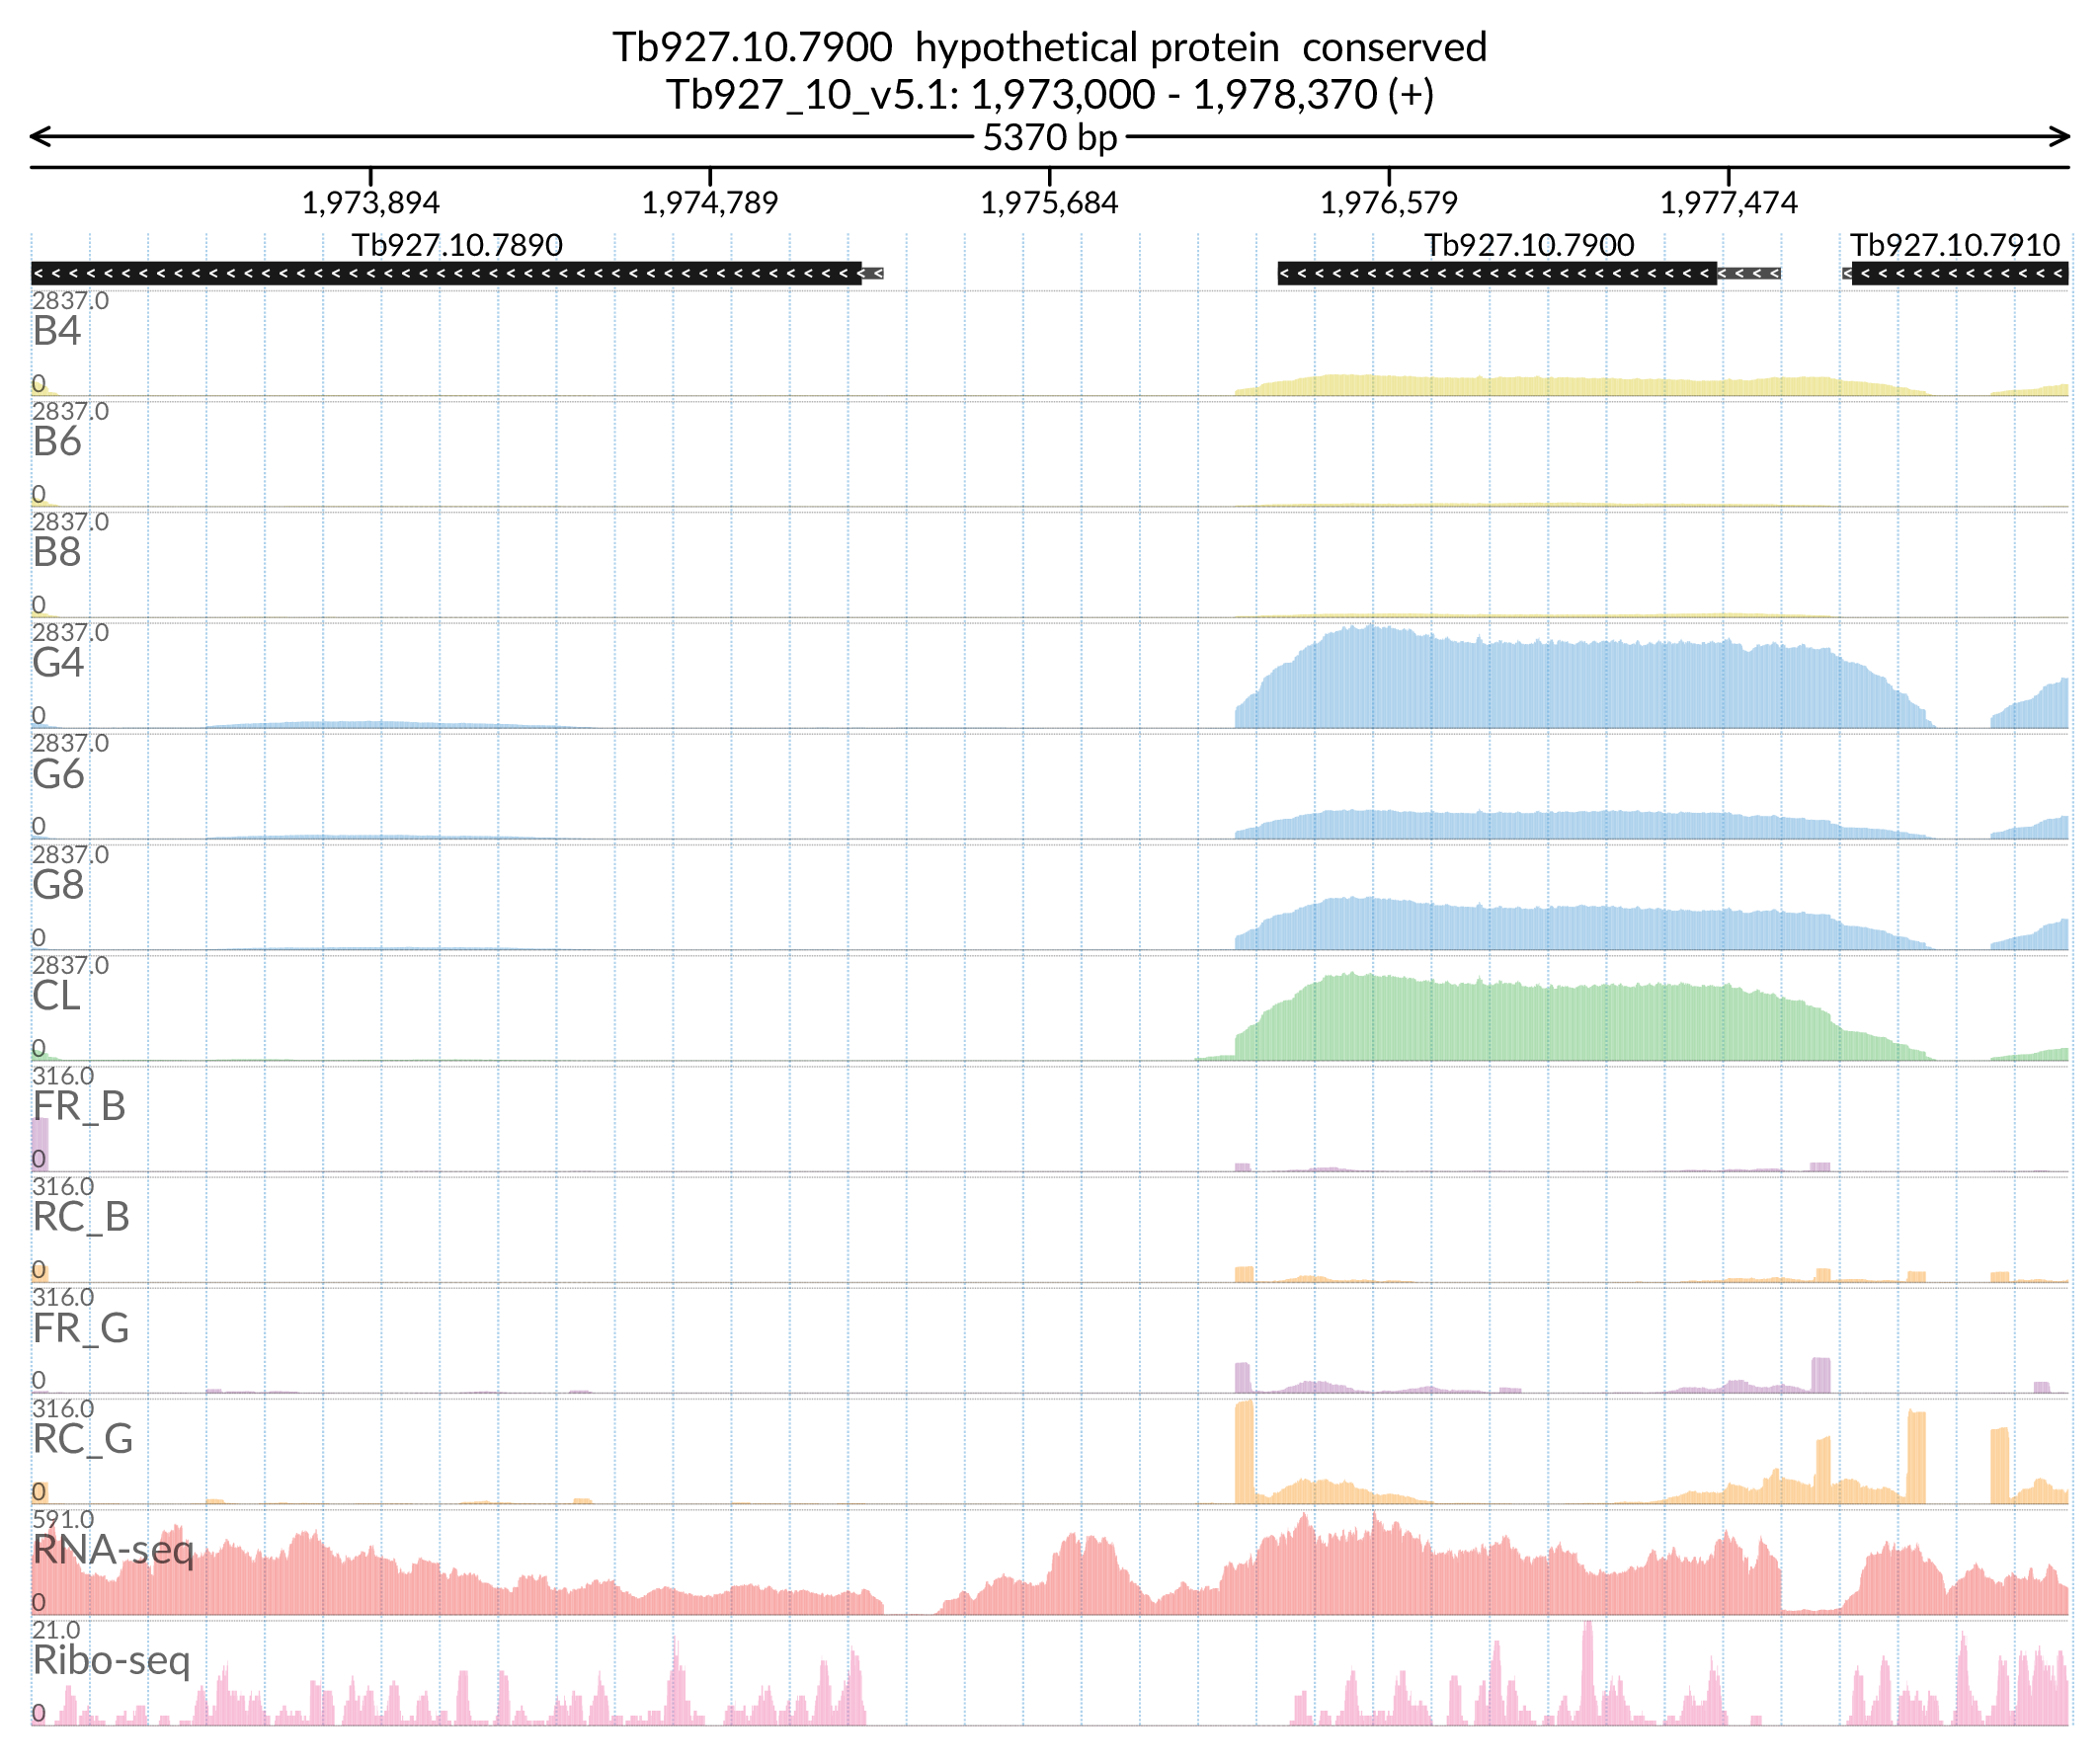 Tb927.10.7900  hypothetical protein  conserved
Tb927_10_v5.1: 1,973,000 - 1,978,370 (+)
5370 bp
1,973,894 1,974,789 1,975,684 1,976,579 1,977,474
Tb927.10.7890 Tb927.10.7900 Tb927.10.7910
2837.0
B4
0
2837.0
B6
0
2837.0
B8
0
2837.0
G4
0
2837.0
G6
0
2837.0
G8
0
2837.0
CL
0
316.0
FR_B
0
316.0
RC_B
0
316.0
FR_G
0
316.0
RC_G
0
591.0
RNA-seq
0
21.0
Ribo-seq
0